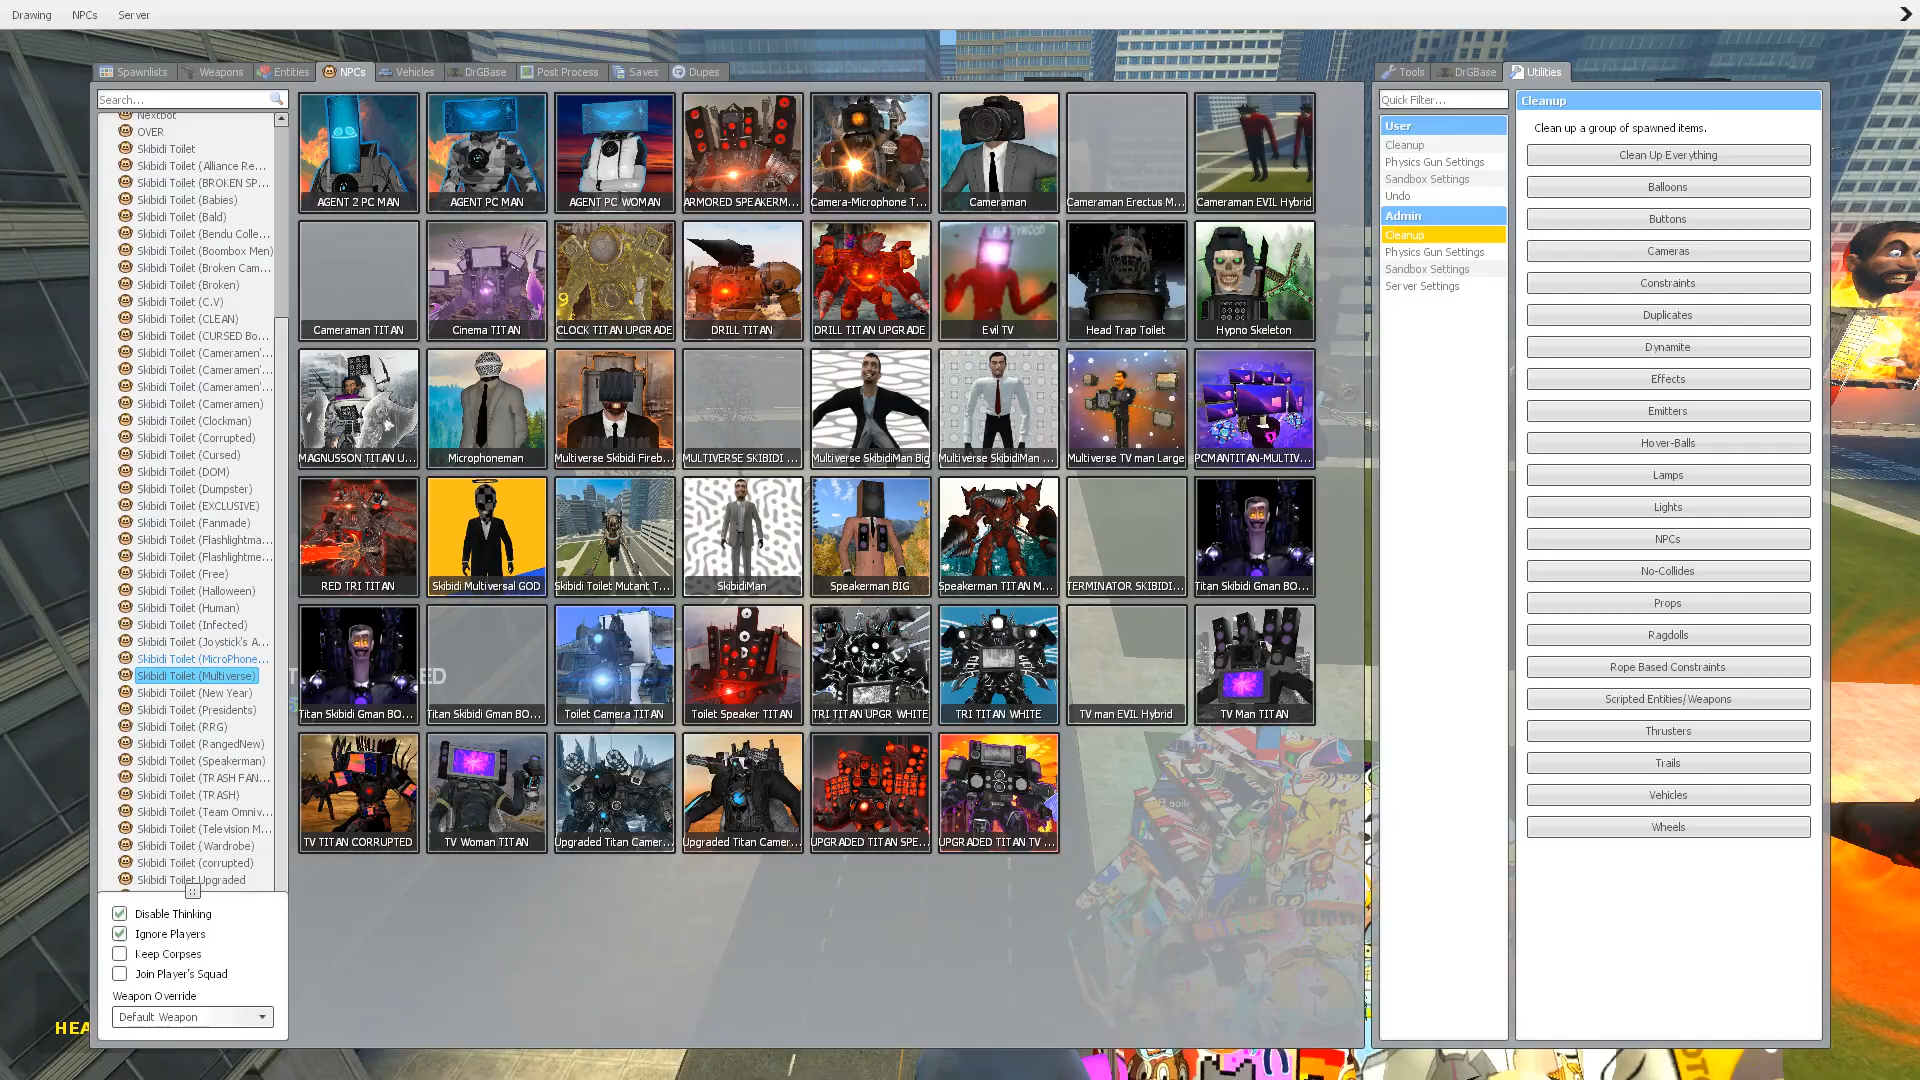 Drawing NPCs Server
Spawnlists Weapons Entities NPCs Vehicles DrGBase Post Process Saves Dupes
Search...
Nextbot
OVER
Skibidi Toilet
Skibidi Toilet (Alliance Re...
Skibidi Toilet (BROKEN SP...
Skibidi Toilet (Babies)
Skibidi Toilet (Bald)
Skibidi Toilet (Bendu Colle...
Skibidi Toilet (Boombox Men)
Skibidi Toilet (Broken Cam...
Skibidi Toilet (Broken)
Skibidi Toilet (C.V)
Skibidi Toilet (CLEAN)
Skibidi Toilet (CURSED Bo...
Skibidi Toilet (Cameramen'...
Skibidi Toilet (Cameramen'...
Skibidi Toilet (Cameramen'...
Skibidi Toilet (Cameramen)
Skibidi Toilet (Clockman)
Skibidi Toilet (Corrupted)
Skibidi Toilet (Cursed)
Skibidi Toilet (DOM)
Skibidi Toilet (Dumpster)
Skibidi Toilet (EXCLUSIVE)
Skibidi Toilet (Fanmade)
Skibidi Toilet (Flashlightma...
Skibidi Toilet (Flashlightme...
Skibidi Toilet (Free)
Skibidi Toilet (Halloween)
Skibidi Toilet (Human)
Skibidi Toilet (Infected)
Skibidi Toilet (Joystick's A...
Skibidi Toilet (MicroPhone...
Skibidi Toilet (Multiverse)
Skibidi Toilet (New Year)
Skibidi Toilet (Presidents)
Skibidi Toilet (RRG)
Skibidi Toilet (RangedNew)
Skibidi Toilet (Speakerman)
Skibidi Toilet (TRASH FAN...
Skibidi Toilet (TRASH)
Skibidi Toilet (Team Omniv...
Skibidi Toilet (Television M...
Skibidi Toilet (Wardrobe)
Skibidi Toilet (corrupted)
Skibidi Toilet Upgraded
Disable Thinking
Ignore Players
Keep Corpses
Join Player's Squad
Weapon Override
Default Weapon
HEA
AGENT 2 PC MAN
AGENT PC MAN
AGENT PC WOMAN
ARMORED SPEAKERM...
Camera-Microphone T...
Cameraman
Cameraman Erectus M...
Cameraman EVIL Hybrid
Cameraman TITAN
Cinema TITAN
9
CLOCK TITAN UPGRADE
DRILL TITAN
DRILL TITAN UPGRADE
Evil TV
Head Trap Toilet
Hypno Skeleton
MAGNUSSON TITAN U...
Microphoneman
Multiverse Skibidi Fireb...
MULTIVERSE SKIBIDI ...
Multiverse SkibidiMan Big
Multiverse SkibidiMan ...
Multiverse TV man Large
PCMANTITAN-MULTIV...
RED TRI TITAN
Skibidi Multiversal GOD
Skibidi Toilet Mutant T...
SkibidiMan
Speakerman BIG
Speakerman TITAN M...
TERMINATOR SKIBIDI...
Titan Skibidi Gman BO...
ED
Titan Skibidi Gman BO...
Titan Skibidi Gman BO...
Toilet Camera TITAN
Toilet Speaker TITAN
TRI TITAN UPGR WHITE
TRI TITAN WHITE
TV man EVIL Hybrid
TV Man TITAN
TV TITAN CORRUPTED
TV Woman TITAN
Upgraded Titan Camer...
Upgraded Titan Camer...
UPGRADED TITAN SPE...
UPGRADED TITAN TV ...
Tools DrGBase Utilities
Quick Filter...
User
Cleanup
Physics Gun Settings
Sandbox Settings
Undo
Admin
Cleanup
Physics Gun Settings
Sandbox Settings
Server Settings
Cleanup
Clean up a group of spawned items.
Clean Up Everything
Balloons
Buttons
Cameras
Constraints
Duplicates
Dynamite
Effects
Emitters
Hover-Balls
Lamps
Lights
NPCs
No-Collides
Props
Ragdolls
Rope Based Constraints
Scripted Entities/Weapons
Thrusters
Trails
Vehicles
Wheels